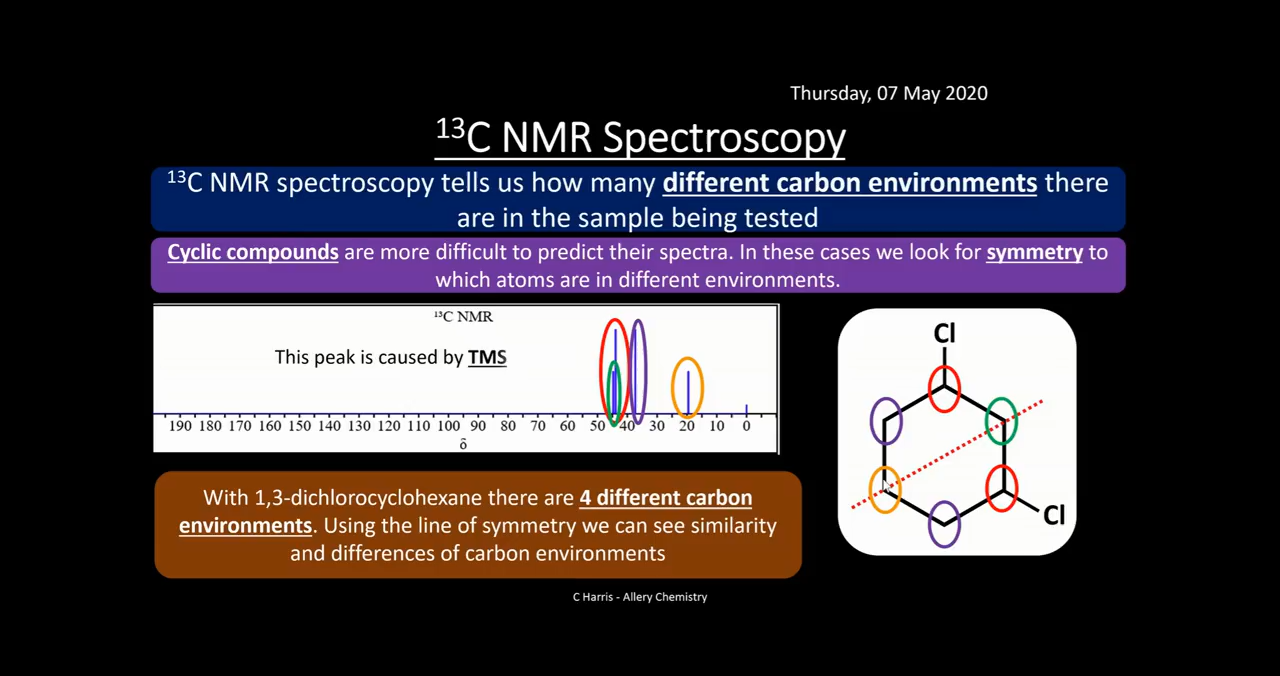 Thursday, 07 May 2020
¹³C NMR Spectroscopy
¹³C NMR spectroscopy tells us how many different carbon environments there
are in the sample being tested
Cyclic compounds are more difficult to predict their spectra. In these cases we look for symmetry to
which atoms are in different environments.
¹³C NMR
This peak is caused by TMS
190 180 170 160 150 140 130 120 110 100 90 80 70 60 50 40 30 20 10 0
δ
Cl
Cl
With 1,3-dichlorocyclohexane there are 4 different carbon
environments. Using the line of symmetry we can see similarity
and differences of carbon environments
C Harris - Allery Chemistry